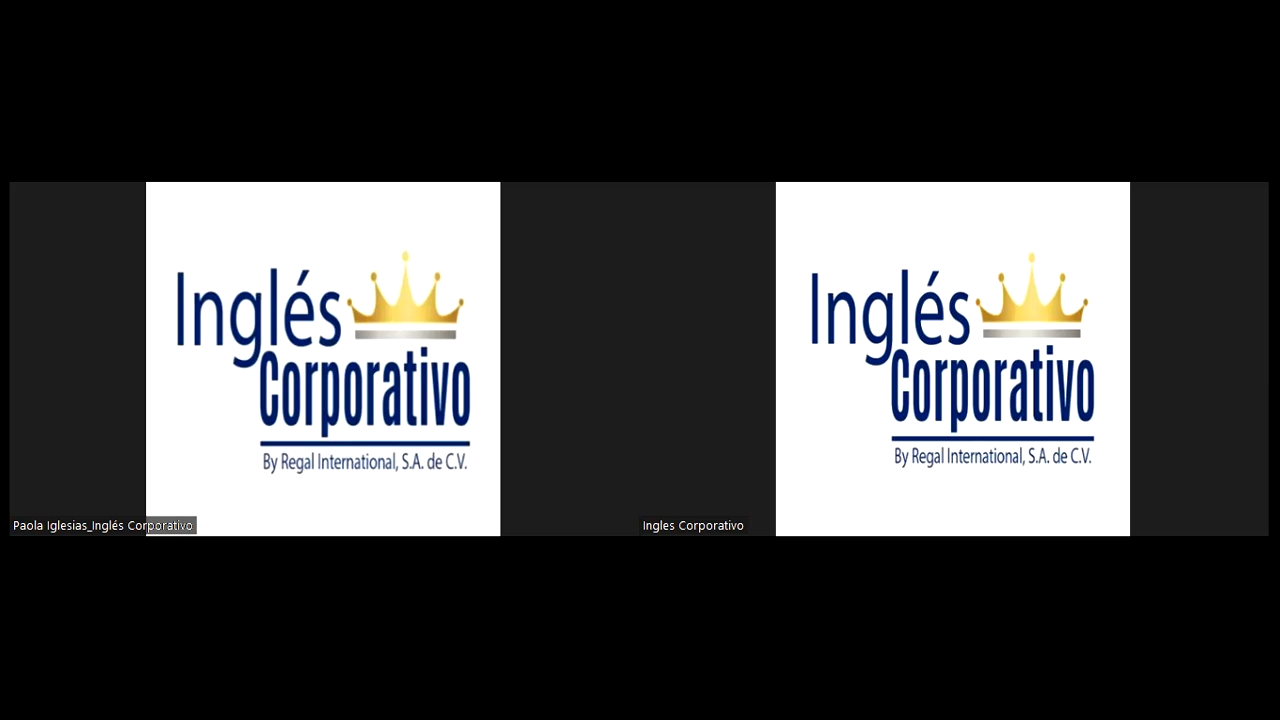 Inglés
Corporativo
By Regal International, S.A. de C.V.
Paola Iglesias_Inglés Corporativo
Inglés
Corporativo
By Regal International, S.A. de C.V.
Ingles Corporativo